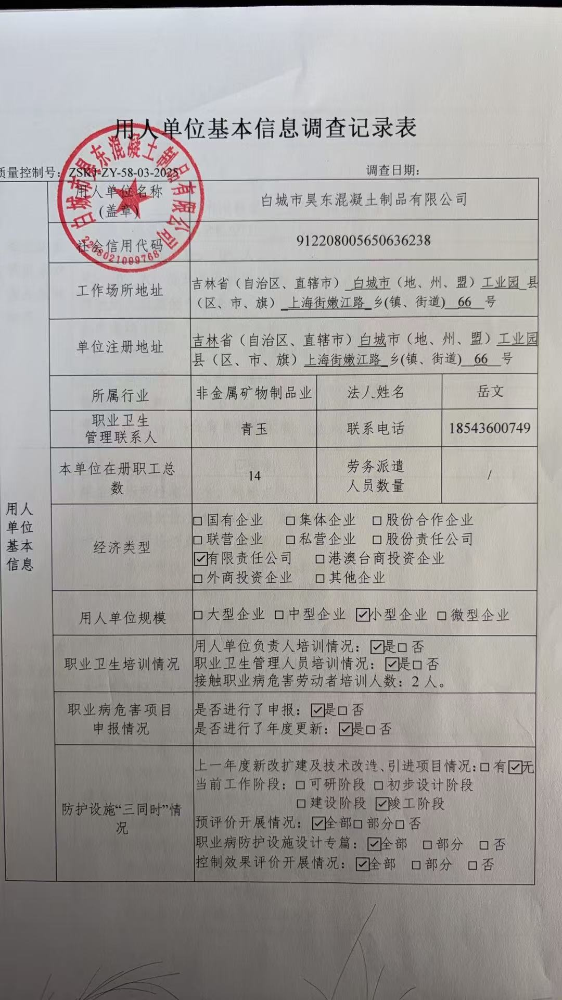 用人单位基本信息调查记录表
质量控制号：ZSKJ-ZY-58-03-2025 调查日期：
白城市昊东混凝土制品有限公司
2208021009768
用人单位基本信息
用人单位名称
(盖章)
白城市昊东混凝土制品有限公司
社会信用代码
912208005650636238
工作场所地址
吉林省（自治区、直辖市） 白城市（地、州、盟）工业园 县
（区、市、旗） 上海街嫩江路 乡(镇、街道) 66 号
单位注册地址
吉林省（自治区、直辖市）白城市（地、州、盟）工业园
县（区、市、旗）上海街嫩江路 乡(镇、街道) 66 号
所属行业 非金属矿物制品业 法人姓名 岳文
职业卫生
管理联系人
青玉 联系电话 18543600749
本单位在册职工总
数
14
劳务派遣
人员数量
/
经济类型
□ 国有企业 □ 集体企业 □ 股份合作企业
□ 联营企业 □ 私营企业 □ 股份责任公司
☑有限责任公司 □ 港澳台商投资企业
□ 外商投资企业 □ 其他企业
用人单位规模
□ 大型企业 □ 中型企业 ☑小型企业 □ 微型企业
职业卫生培训情况
用人单位负责人培训情况：☑是□ 否
职业卫生管理人员培训情况：☑是□ 否
接触职业病危害劳动者培训人数：2 人。
职业病危害项目
申报情况
是否进行了申报：☑是□ 否
是否进行了年度更新：☑是□ 否
防护设施“三同时”情
况
上一年度新改扩建及技术改造、引进项目情况：□ 有☑无
当前工作阶段：□ 可研阶段 □ 初步设计阶段
□ 建设阶段 ☑竣工阶段
预评价开展情况：☑全部□ 部分□ 否
职业病防护设施设计专篇：☑全部 □ 部分 □ 否
控制效果评价开展情况：☑全部 □ 部分 □ 否